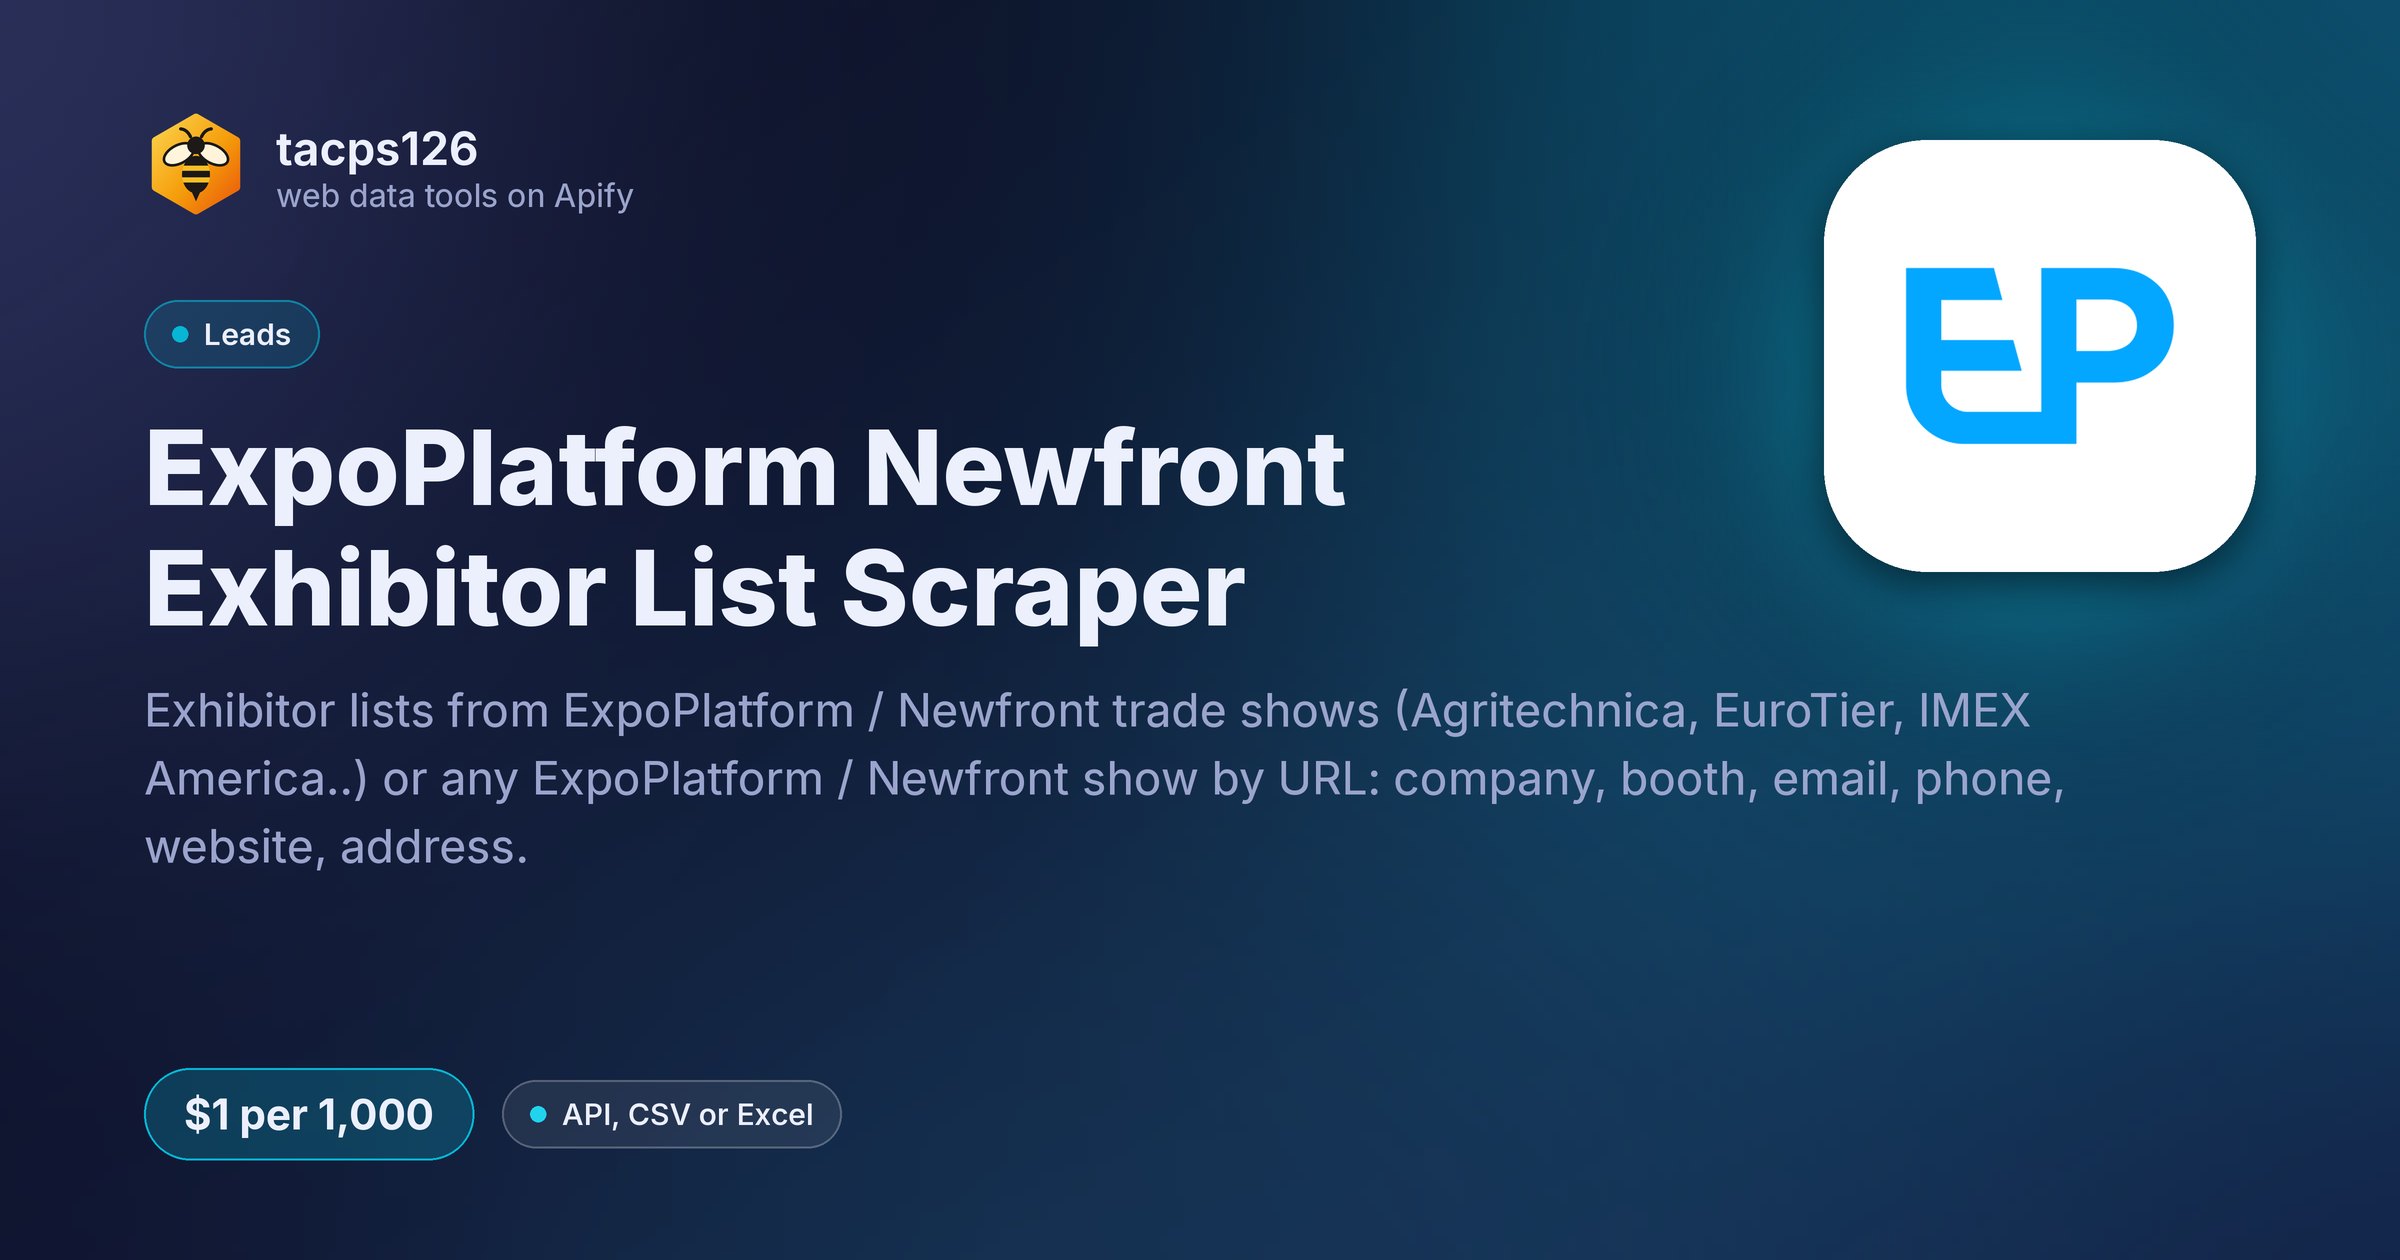 tacps126
web data tools on Apify
Leads
EP
ExpoPlatform Newfront
Exhibitor List Scraper
Exhibitor lists from ExpoPlatform / Newfront trade shows (Agritechnica, EuroTier, IMEX
America..) or any ExpoPlatform / Newfront show by URL: company, booth, email, phone,
website, address.
$1 per 1,000
API, CSV or Excel